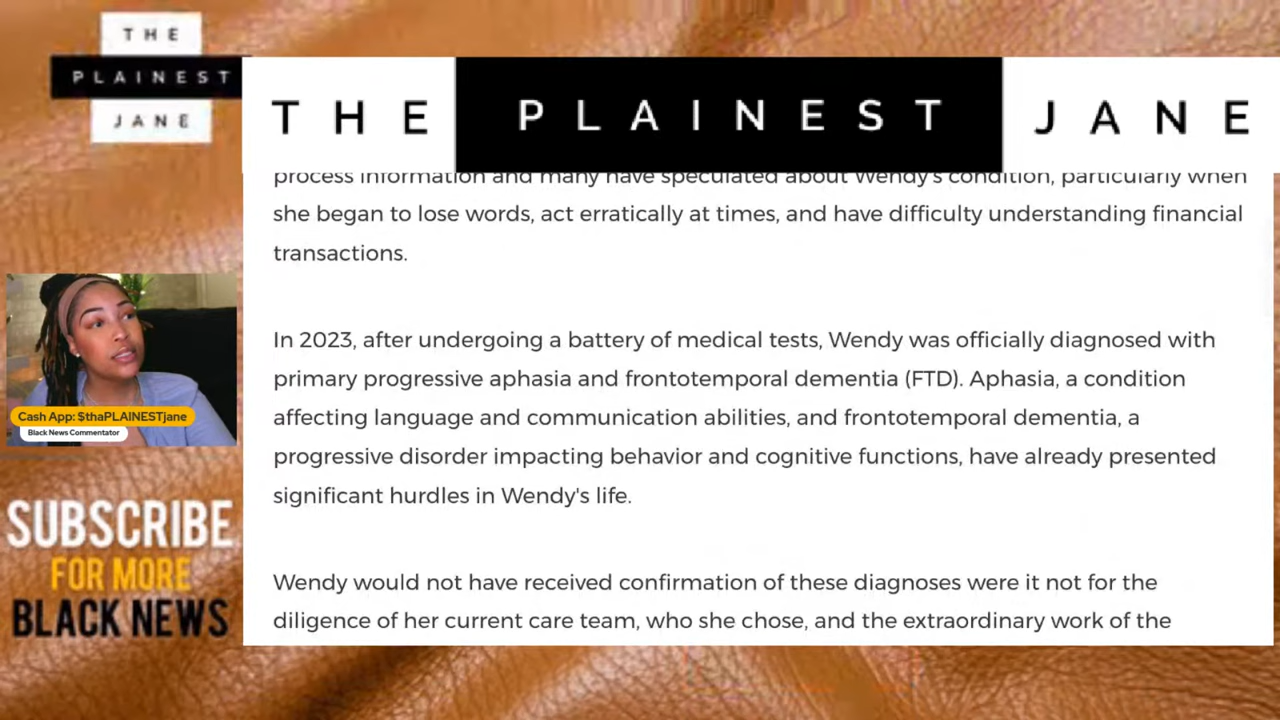 THE
PLAINEST
JANE
THE PLAINEST JANE
process information and many have speculated about Wendy's condition, particularly when
she began to lose words, act erratically at times, and have difficulty understanding financial
transactions.
In 2023, after undergoing a battery of medical tests, Wendy was officially diagnosed with
primary progressive aphasia and frontotemporal dementia (FTD). Aphasia, a condition
affecting language and communication abilities, and frontotemporal dementia, a
progressive disorder impacting behavior and cognitive functions, have already presented
significant hurdles in Wendy's life.
Wendy would not have received confirmation of these diagnoses were it not for the
diligence of her current care team, who she chose, and the extraordinary work of the
Cash App: $thaPLAINESTjane
Black News Commentator
SUBSCRIBE
FOR MORE
BLACK NEWS